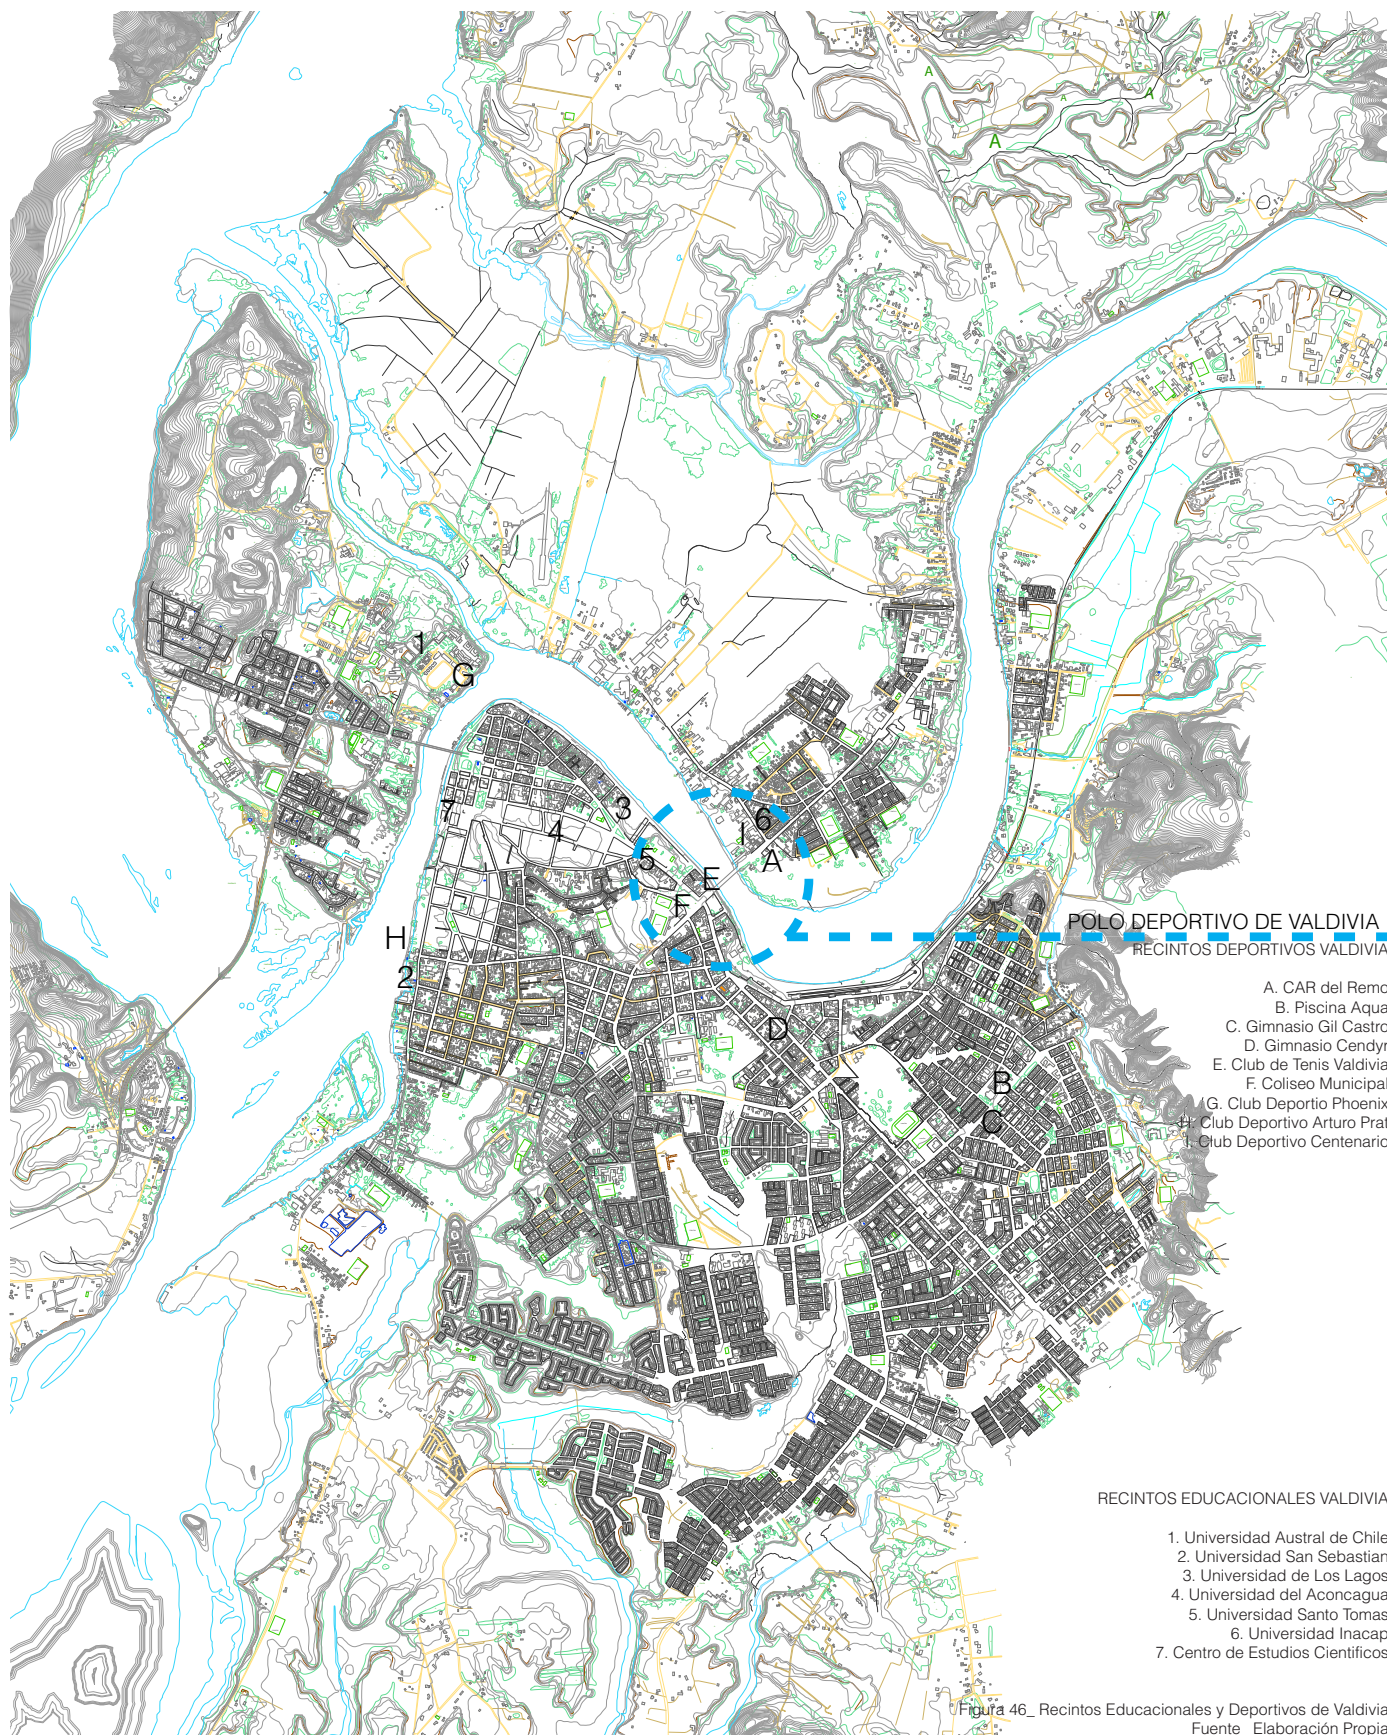 A
A
A
A
A
A
1
G
3
7
4
6
I
5
A
E
F
H
2
POLO DEPORTIVO DE VALDIVIA
RECINTOS DEPORTIVOS VALDIVIA
A. CAR del Remo
B. Piscina Aqua
C. Gimnasio Gil Castro
D. Gimnasio Cendyr
E. Club de Tenis Valdivia
F. Coliseo Municipal
G. Club Deportio Phoenix
H. Club Deportivo Arturo Prat
I. Club Deportivo Centenario
D
B
C
F
RECINTOS EDUCACIONALES VALDIVIA
1. Universidad Austral de Chile
2. Universidad San Sebastian
3. Universidad de Los Lagos
4. Universidad del Aconcagua
5. Universidad Santo Tomas
6. Universidad Inacap
7. Centro de Estudios Cientificos
Figura 46_ Recintos Educacionales y Deportivos de Valdivia
Fuente_ Elaboración Propia